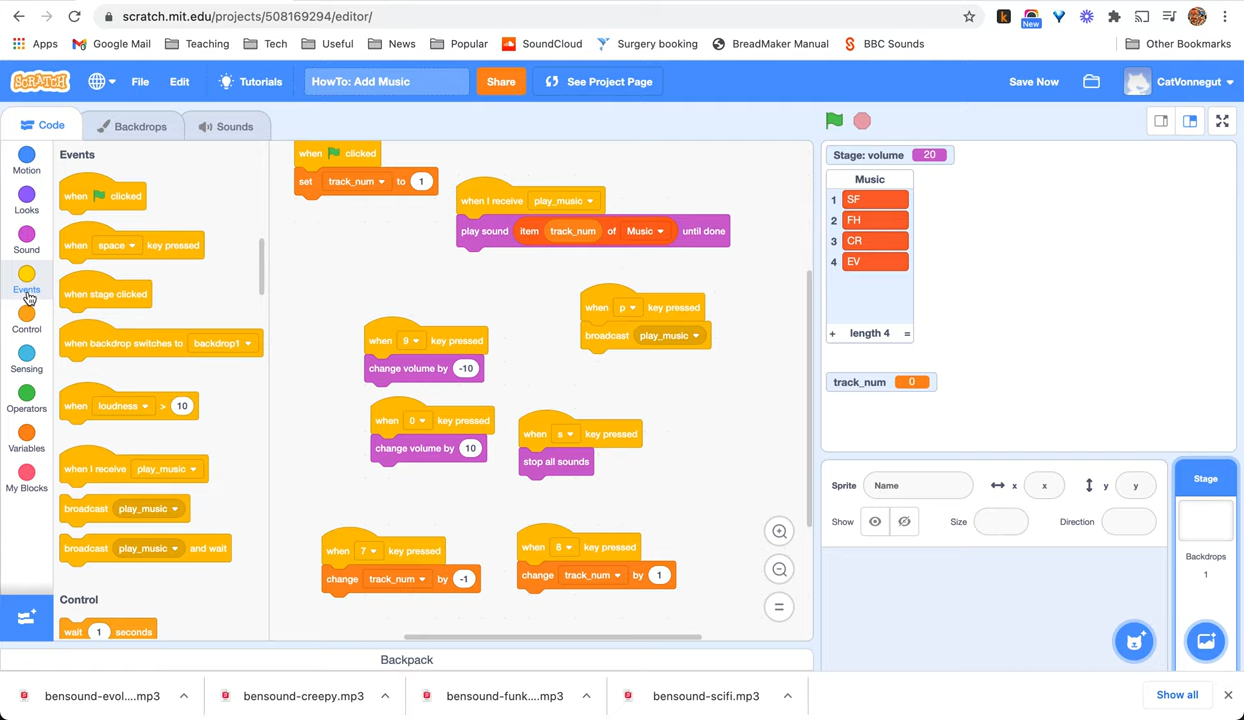 scratch.mit.edu/projects/508169294/editor/
New
Apps Google Mail Teaching Tech Useful News Popular SoundCloud Surgery booking BreadMaker Manual BBC Sounds Other Bookmarks
SCRATCH File Edit Tutorials HowTo: Add Music Share See Project Page Save Now CatVonnegut
Code Backdrops Sounds
Motion
Looks
Sound
Events
Control
Sensing
Operators
Variables
My Blocks
Events
when clicked
when space key pressed
when stage clicked
when backdrop switches to backdrop1
when loudness > 10
when I receive play_music
broadcast play_music
broadcast play_music and wait
Control
wait 1 seconds
when clicked
set track_num to 1
when I receive play_music
play sound item track_num of Music until done
when p key pressed
broadcast play_music
when 9 key pressed
change volume by -10
when 0 key pressed
change volume by 10
when s key pressed
stop all sounds
when 7 key pressed
change track_num by -1
when 8 key pressed
change track_num by 1
Stage: volume 20
Music
1 SF
2 FH
3 CR
4 EV
+ length 4 =
track_num 0
Sprite Name x x y y
Show Size Direction
Stage
Backdrops
1
Backpack
bensound-evol....mp3 bensound-creepy.mp3 bensound-funk....mp3 bensound-scifi.mp3 Show all